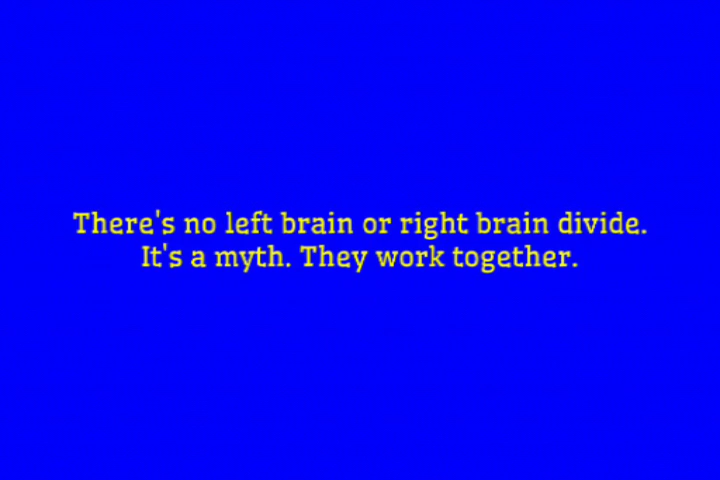 There's no left brain or right brain divide.
It's a myth. They work together.